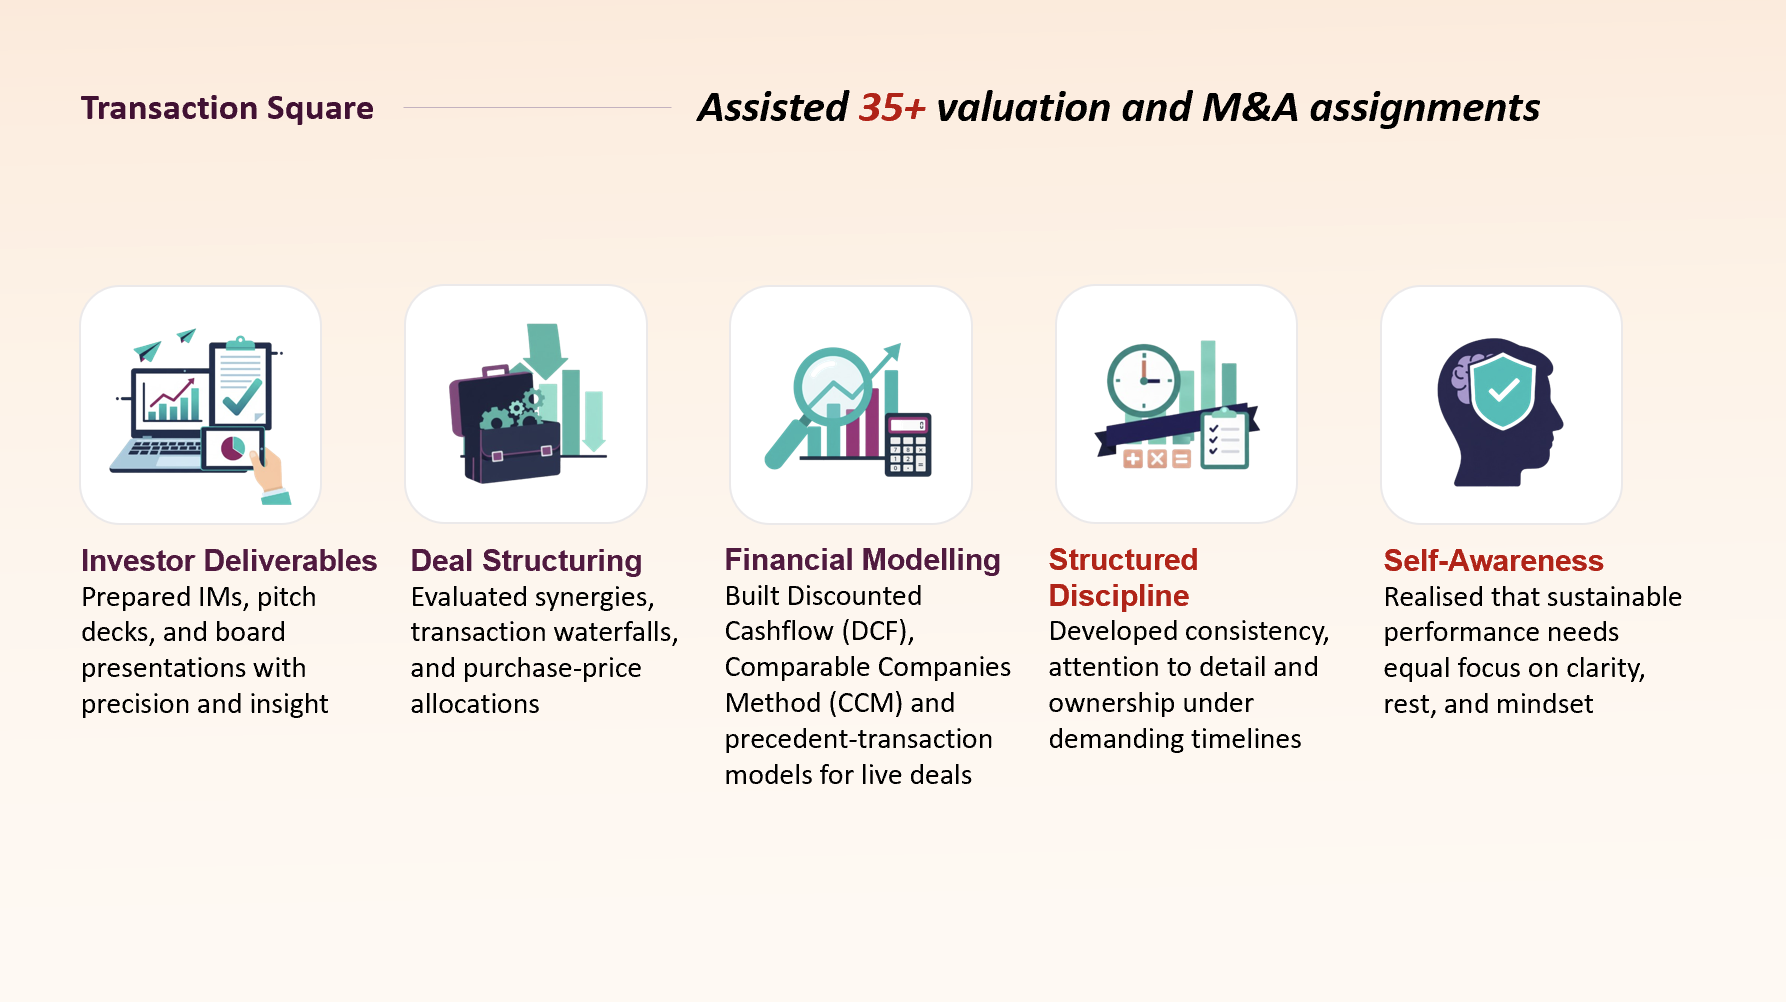 Transaction Square
Assisted 35+ valuation and M&A assignments
Investor Deliverables
Prepared IMs, pitch
decks, and board
presentations with
precision and insight
Deal Structuring
Evaluated synergies,
transaction waterfalls,
and purchase-price
allocations
Financial Modelling
Built Discounted
Cashflow (DCF),
Comparable Companies
Method (CCM) and
precedent-transaction
models for live deals
Structured
Discipline
Developed consistency,
attention to detail and
ownership under
demanding timelines
Self-Awareness
Realised that sustainable
performance needs
equal focus on clarity,
rest, and mindset